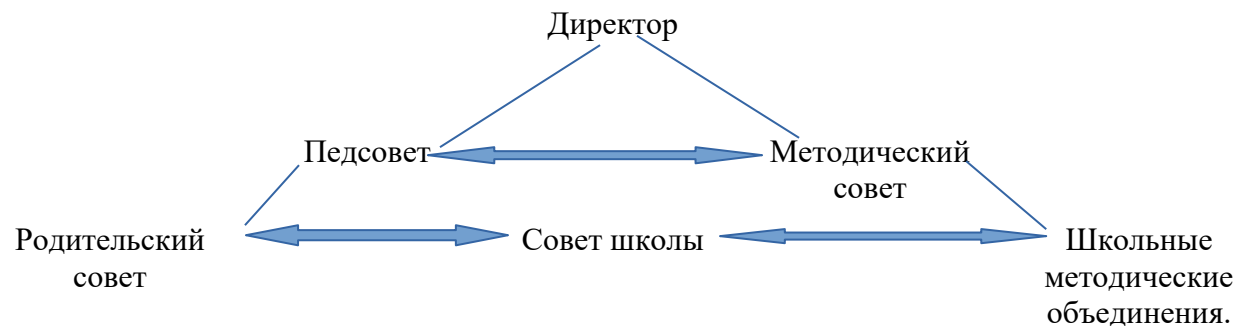 Директор
Педсовет
Методический
совет
Родительский
совет
Совет школы
Школьные
методические
объединения.